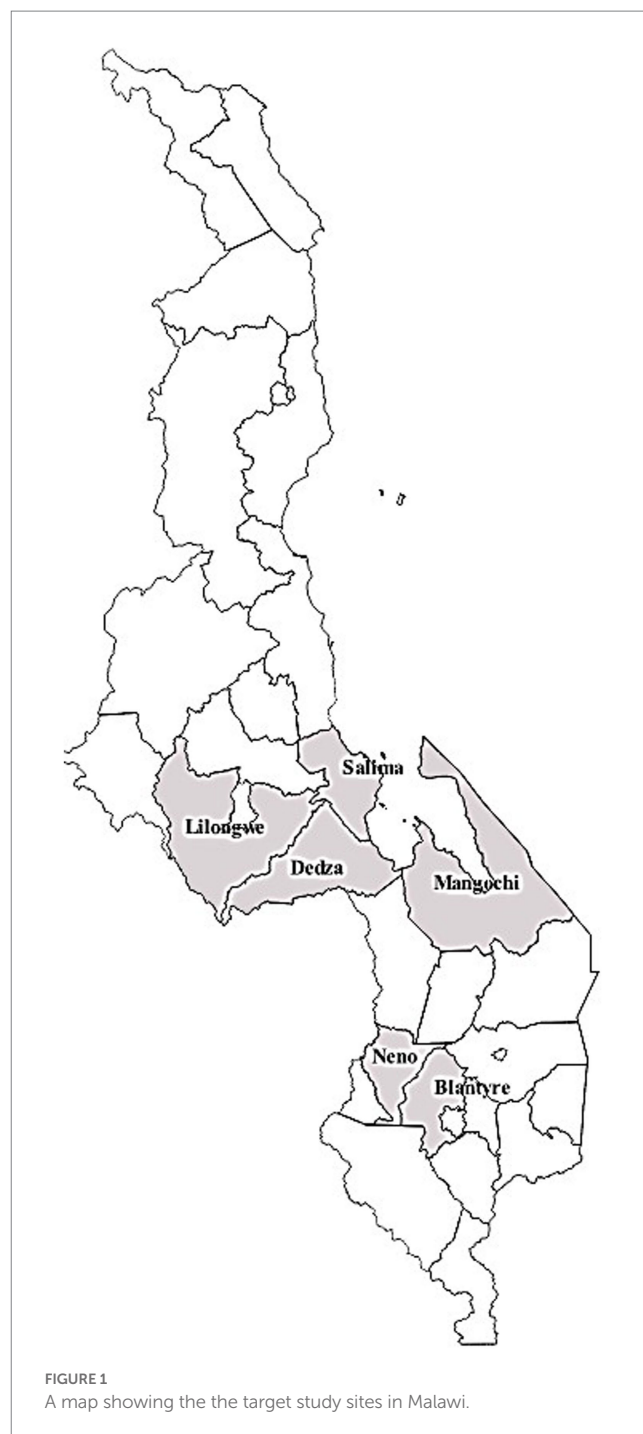 Salima
Lilongwe
Dedza
Mangochi
Neno
Blantyre
FIGURE 1
A map showing the the target study sites in Malawi.